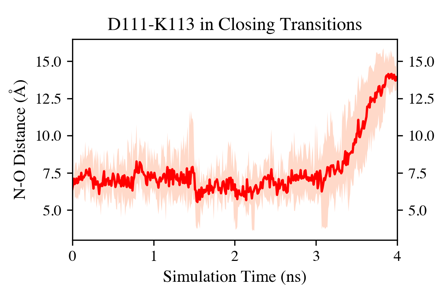 D111-K113 in Closing Transitions
N-O Distance (Å)
15.0
12.5
10.0
7.5
5.0
15.0
12.5
10.0
7.5
5.0
0 1 2 3 4
Simulation Time (ns)